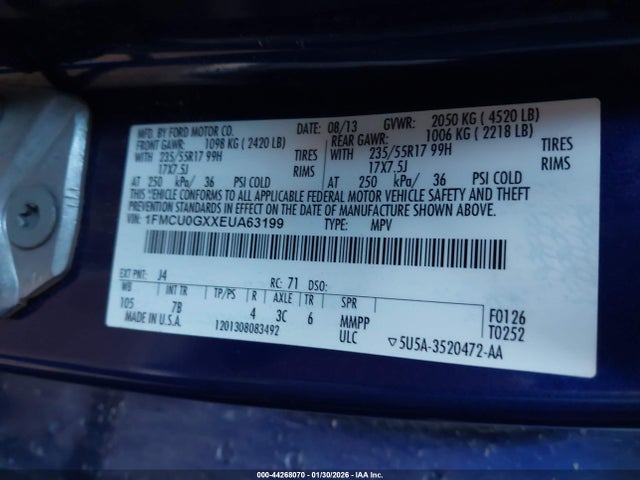 MFD. BY FORD MOTOR CO. 08/13 GVWR: 2050 KG ( 4520 LB)
FRONT GAWR: 1098 KG ( 2420 LB) REAR GAWR: 1006 KG ( 2218 LB)
WITH 235/55R17 99H TIRES WITH 235/55R17 99H TIRES
17X7.5J RIMS 17X7.5J RIMS
AT 250 kPa/ 36 PSI COLD AT 250 kPa/ 36 PSI COLD
THIS VEHICLE CONFORMS TO ALL APPLICABLE FEDERAL MOTOR VEHICLE SAFETY AND THEFT
PREVENTION STANDARDS IN EFFECT ON THE DATE OF MANUFACTURE SHOWN ABOVE.
VIN: 1FMCU0GXXEUA63199 TYPE: MPV
EXT PNT: J4 RC: 71 DSO:
WB INT TR TP/PS R AXLE TR SPR F0126
105 7B 4 3C 6 MMPP T0252
MADE IN U.S.A. 1201308083492 ULC ▽5U5A-3520472-AA
000-44268070 | 01/30/2026 | IAA Inc.